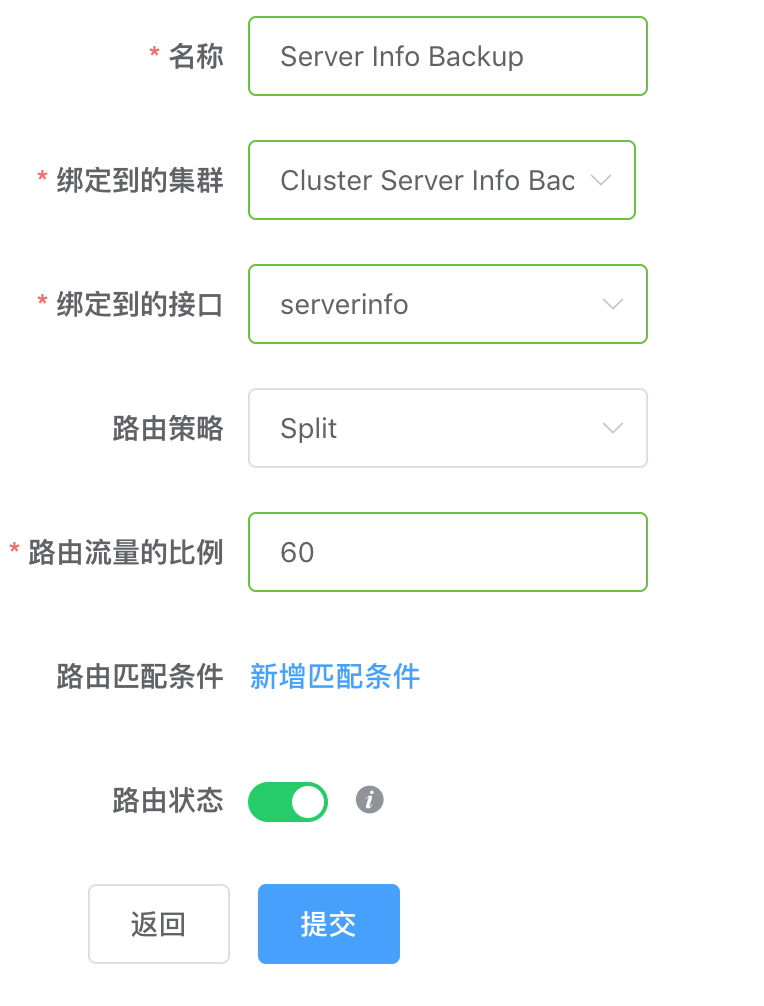 * 名称 Server Info Backup
* 绑定到的集群 Cluster Server Info Bac
* 绑定到的接口 serverinfo
路由策略 Split
* 路由流量的比例 60
路由匹配条件 新增匹配条件
路由状态 i
返回 提交